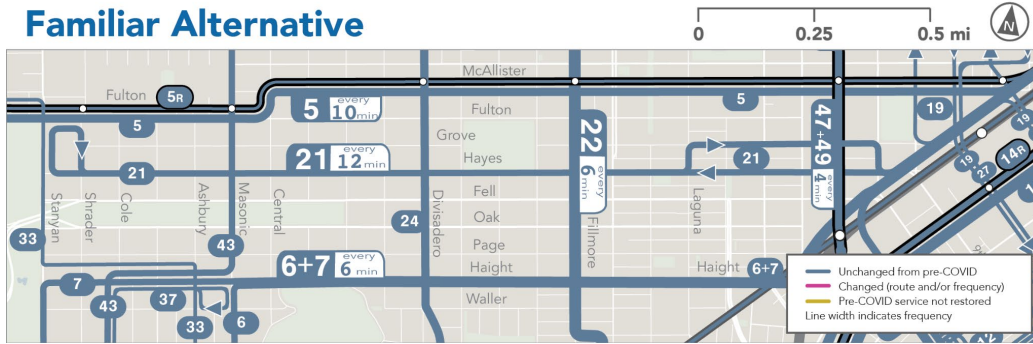 Familiar Alternative
0 0.25 0.5 mi
N
McAllister
Fulton
5R
5 every 10 min
Fulton
5
19
5
47+49 every 4 min
22 every 6 min
Grove
Hayes
21 every 12 min
21
21
19
19
27
14R
Stanyan
Shrader
Cole
Ashbury
Masonic
Central
Divisadero
Fillmore
Laguna
Fell
Oak
Page
Haight
Waller
24
33
43
6+7 every 6 min
Haight
6+7
7
37
43
33
6
12
Unchanged from pre-COVID
Changed (route and/or frequency)
Pre-COVID service not restored
Line width indicates frequency